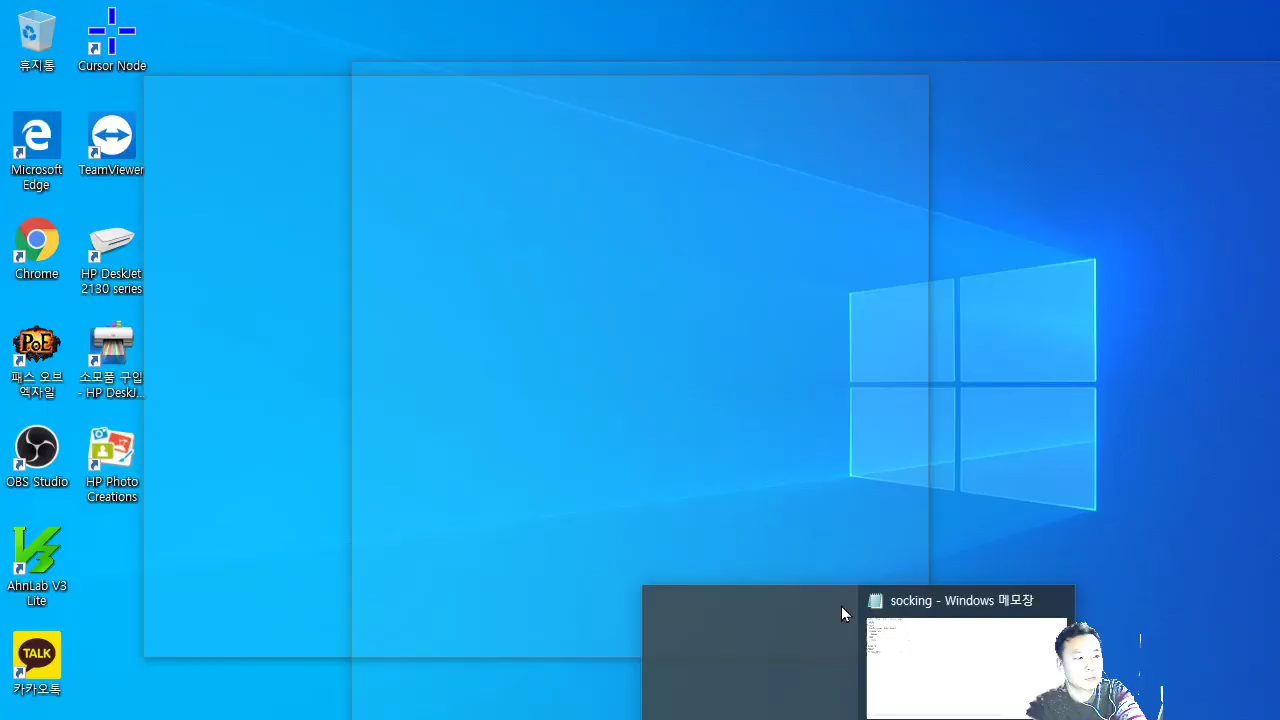 휴지통
Cursor Node
Microsoft
Edge
TeamViewer
Chrome
HP DeskJet
2130 series
PoE
패스 오브
엑자일
소모품 구입
- HP DeskJ...
OBS Studio
HP Photo
Creations
AhnLab V3
Lite
TALK
카카오톡
socking - Windows 메모장